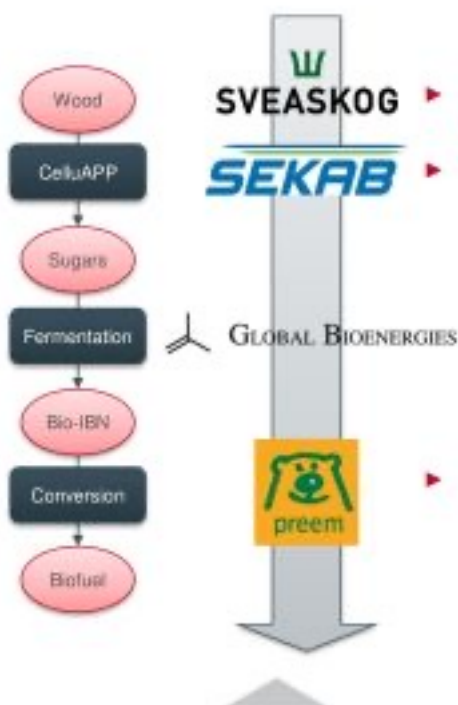 Wood
SVEASKOG
CelluAPP
SEKAB
Sugars
Fermentation
GLOBAL BIOENERGIES
Bio-IBN
Conversion
preem
Biofuel